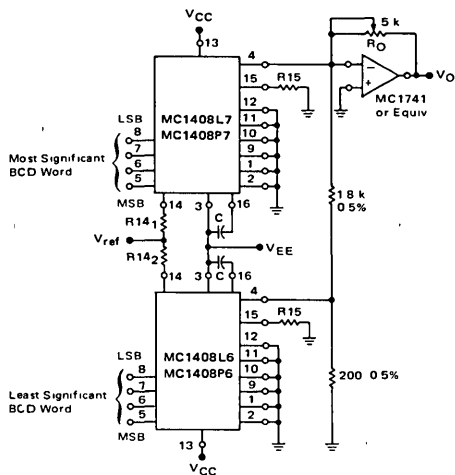 VCC
13
4
5 k
RO
VO
MC1741
or Equiv
15
R15
MC1408L7
MC1408P7
12
11
10
9
1
2
LSB
8
7
6
5
MSB
Most Significant
BCD Word
14
3
16
R14₁
C
Vref
VEE
R14₂
C
14
3
16
18 k
0 5%
4
15
R15
MC1408L6
MC1408P6
12
11
10
9
1
2
LSB
8
7
6
5
MSB
Least Significant
BCD Word
200 0 5%
13
VCC